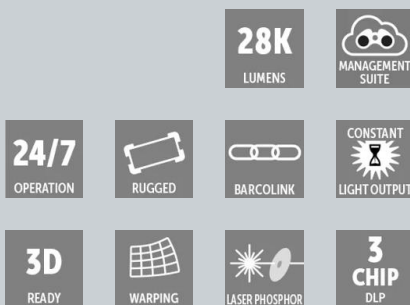 28K
LUMENS
MANAGEMENT
SUITE
24/7
OPERATION
RUGGED
BARCOLINK
CONSTANT
LIGHT OUTPUT
3D
READY
WARPING
LASER PHOSPHOR
3
CHIP
DLP